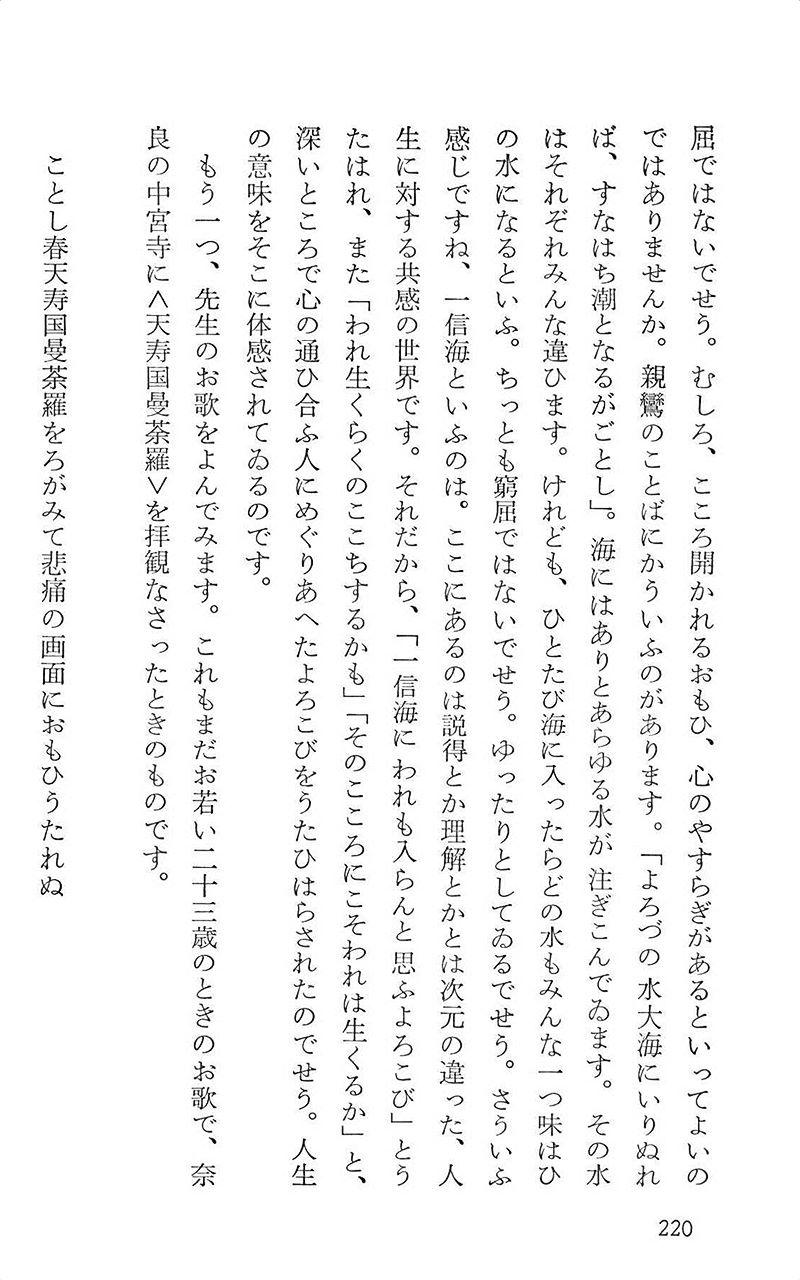 屈ではないでせう。むしろ、こころ開かれるおもひ、心のやすらぎがあるといってよいの
ではありませんか。親鸞のことばにかういふのがあります。「よろづの水大海にいりぬれ
ば、すなはち潮となるがごとし」。海にはありとあらゆる水が注ぎこんでゐます。その水
はそれぞれみんな違ひます。けれども、ひとたび海に入ったらどの水もみんな一つ味はひ
の水になるといふ。ちっとも窮屈ではないでせう。ゆったりとしてゐるでせう。さういふ
感じですね、一信海といふのは。ここにあるのは説得とか理解とかとは次元の違った、人
生に対する共感の世界です。それだから、「一信海にわれも入らんと思ふよろこび」とう
たはれ、また「われ生くらくのここちするかも」「そのこころにこそわれは生くるか」と、
深いところで心の通ひ合ふ人にめぐりあへたよろこびをうたひはらされたのでせう。人生
の意味をそこに体感されてゐるのです。
もう一つ、先生のお歌をよんでみます。これもまだお若い二十三歳のときのお歌で、奈
良の中宮寺に<天寿国曼荼羅>を拝観なさったときのものです。
ことし春天寿国曼荼羅をろがみて悲痛の画面におもひうたれぬ
220